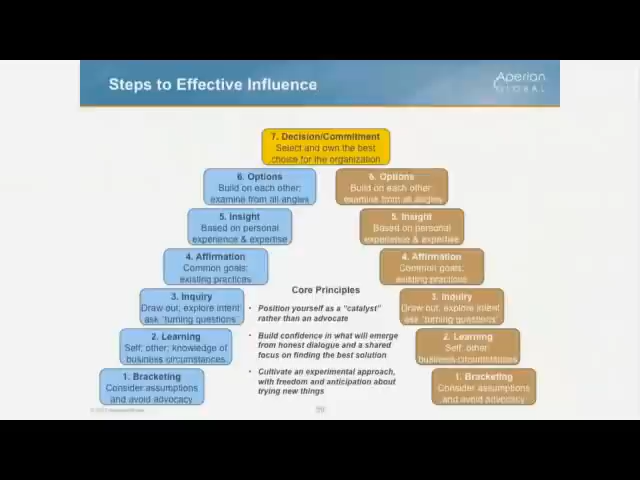 Steps to Effective Influence
Aperian
GLOBAL
7. Decision/Commitment
Select and own the best
choice for the organization
6. Options
Build on each other;
examine from all angles
6. Options
Build on each other;
examine from all angles
5. Insight
Based on personal
experience & expertise
5. Insight
Based on personal
experience & expertise
4. Affirmation
Common goals;
existing practices
4. Affirmation
Common goals;
existing practices
3. Inquiry
Draw out; explore intent
ask "turning questions"
3. Inquiry
Draw out; explore intent
ask "turning questions"
2. Learning
Self; other; knowledge of
business circumstances
2. Learning
Self; other;
business circumstances
1. Bracketing
Consider assumptions
and avoid advocacy
1. Bracketing
Consider assumptions
and avoid advocacy
Core Principles
• Position yourself as a "catalyst"
rather than an advocate
• Build confidence in what will emerge
from honest dialogue and a shared
focus on finding the best solution
• Cultivate an experimental approach,
with freedom and anticipation about
trying new things